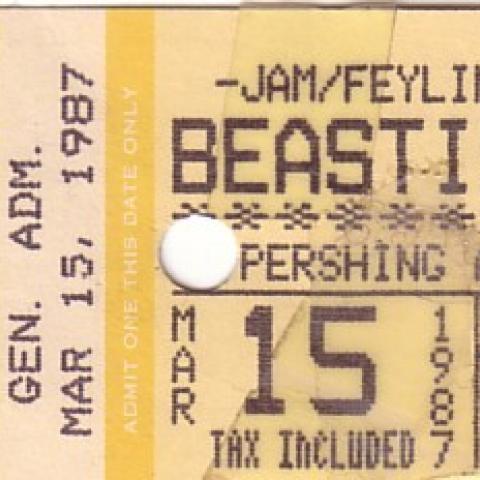 GEN. ADM.
MAR 15, 1987
ADMIT ONE THIS DATE ONLY
-JAM/FEYLI
BEASTI
******
PERSHING
MAR 15 1987
TAX INCLUDED